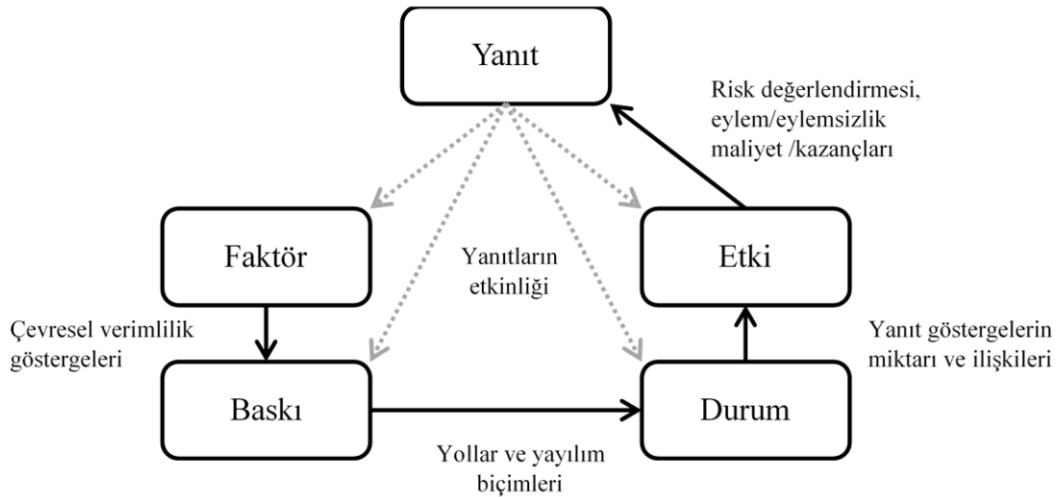 Yanıt
Risk değerlendirmesi,
eylem/eylemsizlik
maliyet /kazançları
Faktör
Yanıtların
etkinliği
Etki
Çevresel verimlilik
göstergeleri
Yanıt göstergelerin
miktarı ve ilişkileri
Baskı
Durum
Yollar ve yayılım
biçimleri